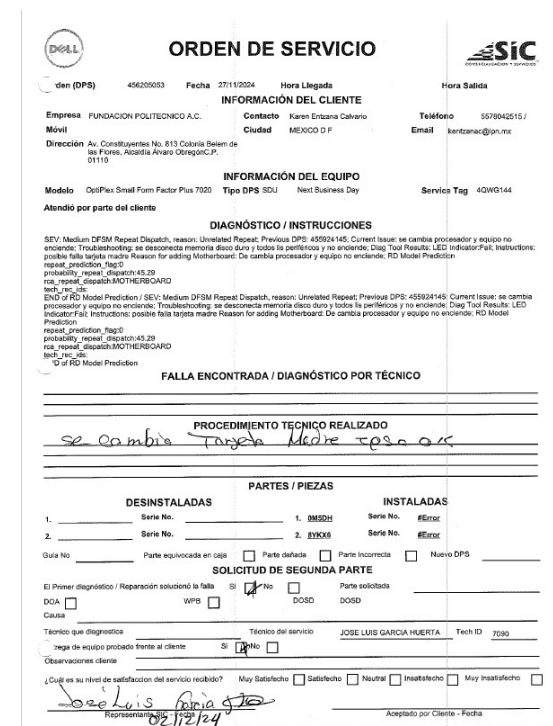 DELL
ORDEN DE SERVICIO
SiC
COMERCIALIZACION Y SERVICIOS
rden (DPS) 456205053 Fecha 27/11/2024 Hora Llegada Hora Salida
INFORMACIÓN DEL CLIENTE
Empresa FUNDACION POLITECNICO A.C. Contacto Karen Entzana Calvario Teléfono 5578042515 /
Móvil Ciudad MEXICO D F Email kentzanac@ipn.mx
Dirección Av. Constituyentes No. 813 Colonia Belem de
las Flores, Alcaldía Álvaro ObregónC.P.
01110
INFORMACIÓN DEL EQUIPO
Modelo OptiPlex Small Form Factor Plus 7020 Tipo DPS SDU Next Business Day Service Tag 4QWG144
Atendió por parte del cliente
DIAGNÓSTICO / INSTRUCCIONES
SEV: Medium DFSM Repeat Dispatch, reason: Unrelated Repeat; Previous DPS: 455924145; Current Issue: se cambia procesador y equipo no
enciende; Troubleshooting: se desconecta memoria disco duro y todos lis periféricos y no enciende; Diag Tool Results: LED Indicator:Fail; Instructions:
posible falla tarjeta madre Reason for adding Motherboard: De cambia procesador y equipo no enciende; RD Model Prediction
repeat_prediction_flag:0
probability_repeat_dispatch:45.29
rca_repeat_dispatch:MOTHERBOARD
tech_rec_ids:
END of RD Model Prediction / SEV: Medium DFSM Repeat Dispatch, reason: Unrelated Repeat; Previous DPS: 455924145; Current Issue: se cambia
procesador y equipo no enciende; Troubleshooting: se desconecta memoria disco duro y todos lis periféricos y no enciende; Diag Tool Results: LED
Indicator:Fail; Instructions: posible falla tarjeta madre Reason for adding Motherboard: De cambia procesador y equipo no enciende; RD Model
Prediction
repeat_prediction_flag:0
probability_repeat_dispatch:45.29
rca_repeat_dispatch:MOTHERBOARD
tech_rec_ids:
D of RD Model Prediction
FALLA ENCONTRADA / DIAGNÓSTICO POR TÉCNICO
PROCEDIMIENTO TECNICO REALIZADO
Se cambia Tarjeta Madre OK
PARTES / PIEZAS
DESINSTALADAS INSTALADAS
1. Serie No. 1. 0M5DH Serie No. #Error
2. Serie No. 2. 8YKX6 Serie No. #Error
Guia No Parte equivocada en caja Parte dañada Parte Incorrecta Nuevo DPS
SOLICITUD DE SEGUNDA PARTE
El Primer diagnóstico / Reparación solucionó la falla Si No Parte solicitada
DOA WPB DOSD DOSD
Causa
Técnico que diagnostica Técnico del servicio JOSE LUIS GARCIA HUERTA Tech ID 7090
trega de equipo probado frente al cliente Si No
Observaciones cliente
¿Cuál es su nivel de satisfaccion del servicio recibido? Muy Satisfecho Satisfecho Neutral Insatisfecho Muy Insatisfecho
José Luis Garcia
Representante SIC - Fecha Aceptado por Cliente - Fecha
02/12/24